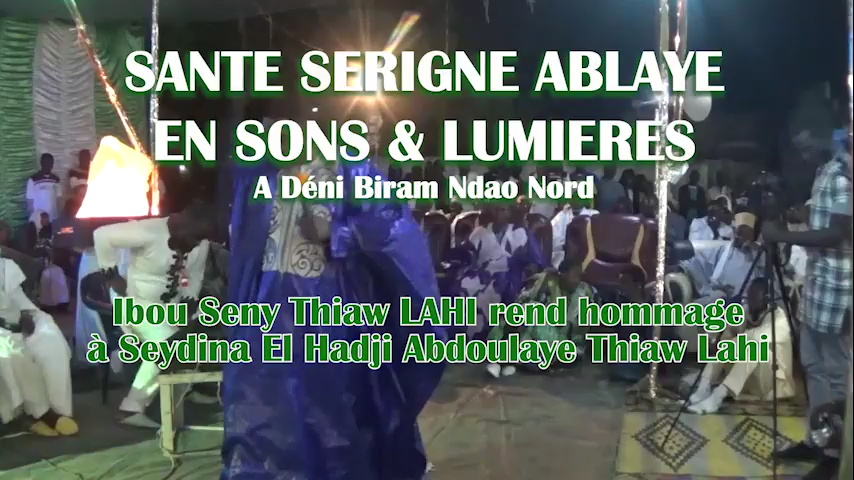 SANTE SERIGNE ABLAYE
EN SONS & LUMIERES
A Déni Biram Ndao Nord
Ibou Seny Thiaw LAHI rend hommage
à Seydina El Hadji Abdoulaye Thiaw Lahi